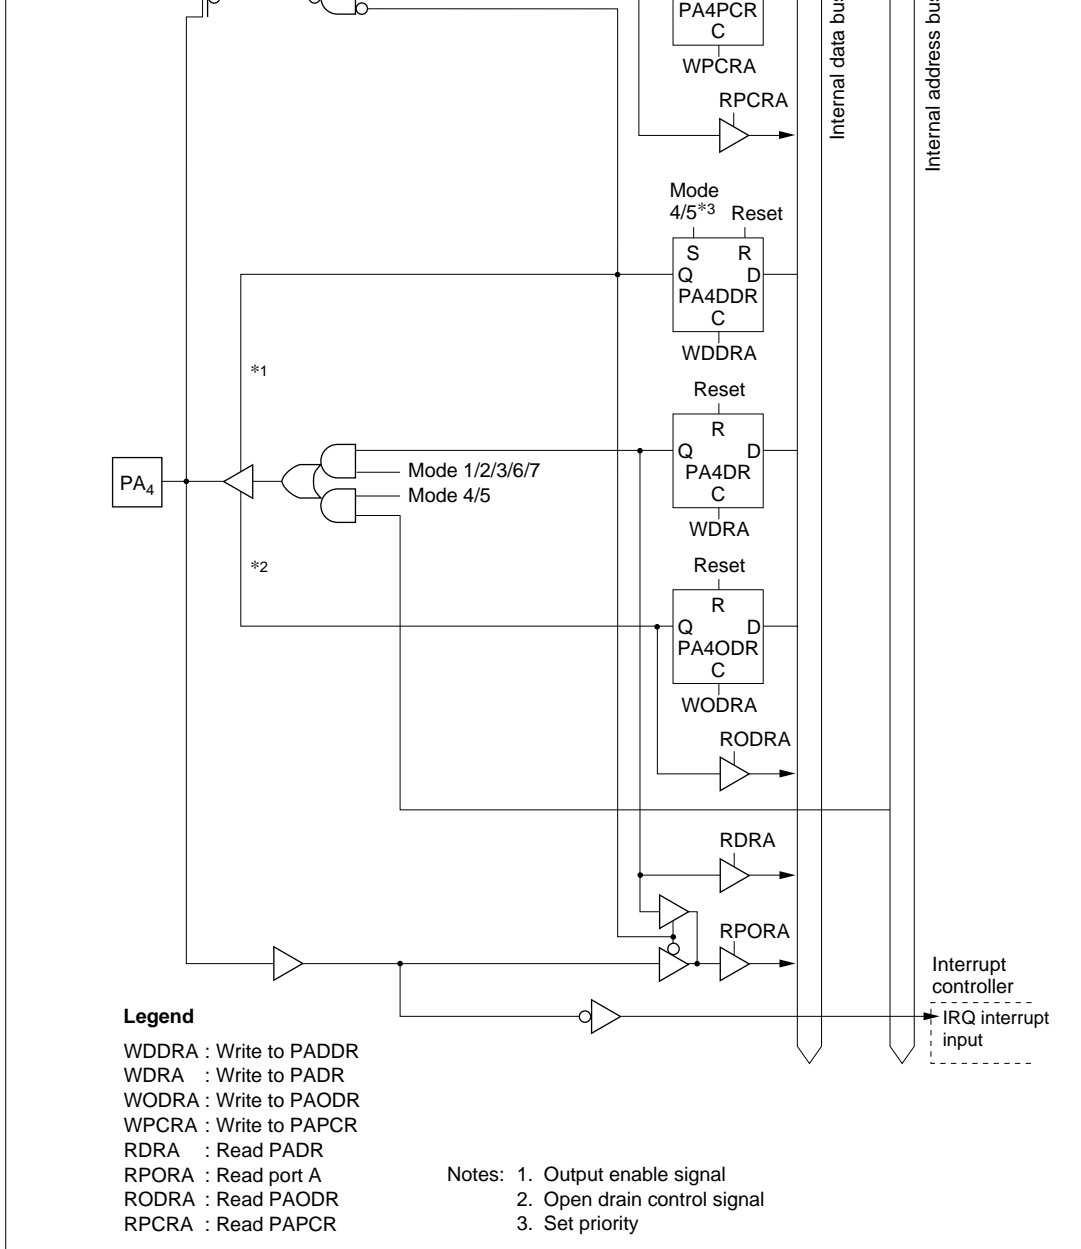 PA4PCR
C
WPCRA
RPCRA
Internal data bus
Internal address bus
Mode
4/5*3 Reset
S R
Q D
PA4DDR
C
WDDRA
*1
Reset
R
Q D
PA4DR
C
WDRA
PA4
Mode 1/2/3/6/7
Mode 4/5
*2
Reset
R
Q D
PA4ODR
C
WODRA
RODRA
RDRA
RPORA
Interrupt
controller
IRQ interrupt
input
Legend
WDDRA : Write to PADDR
WDRA : Write to PADR
WODRA : Write to PAODR
WPCRA : Write to PAPCR
RDRA : Read PADR
RPORA : Read port A
RODRA : Read PAODR
RPCRA : Read PAPCR
Notes: 1. Output enable signal
2. Open drain control signal
3. Set priority